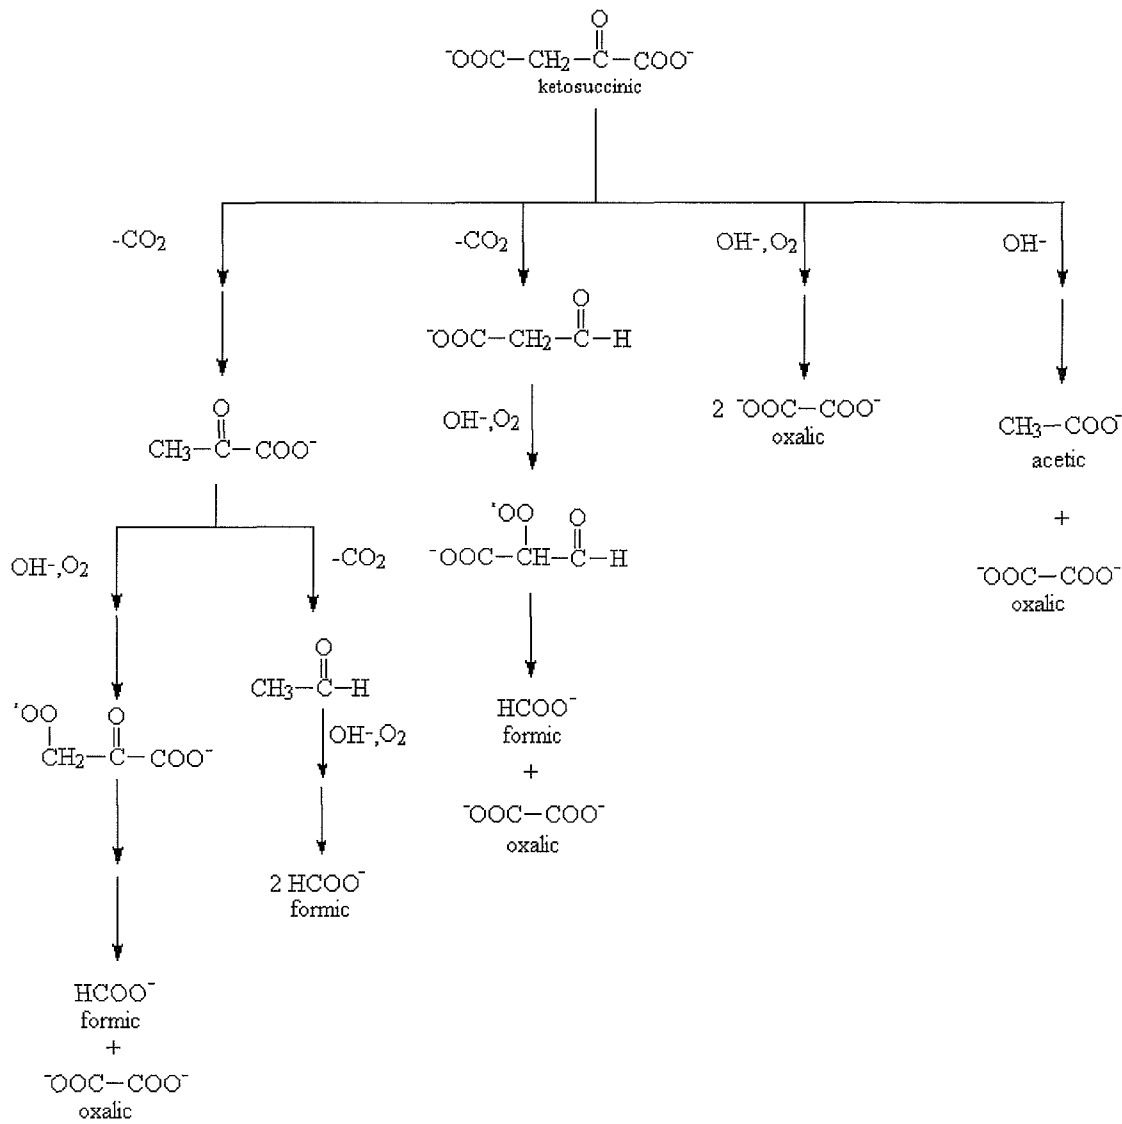 O
⁻OOC−CH₂−C−COO⁻
ketosuccinic
-CO₂
-CO₂
OH⁻,O₂
OH⁻
O
⁻OOC−CH₂−C−H
O
CH₃−C−COO⁻
OH⁻,O₂
2 ⁻OOC−COO⁻
oxalic
CH₃−COO⁻
acetic
+
⁻OOC−COO⁻
oxalic
OH⁻,O₂
-CO₂
•OO O
⁻OOC−CH−C−H
O
CH₃−C−H
OH⁻,O₂
•OO O
CH₂−C−COO⁻
HCOO⁻
formic
+
⁻OOC−COO⁻
oxalic
2 HCOO⁻
formic
HCOO⁻
formic
+
⁻OOC−COO⁻
oxalic